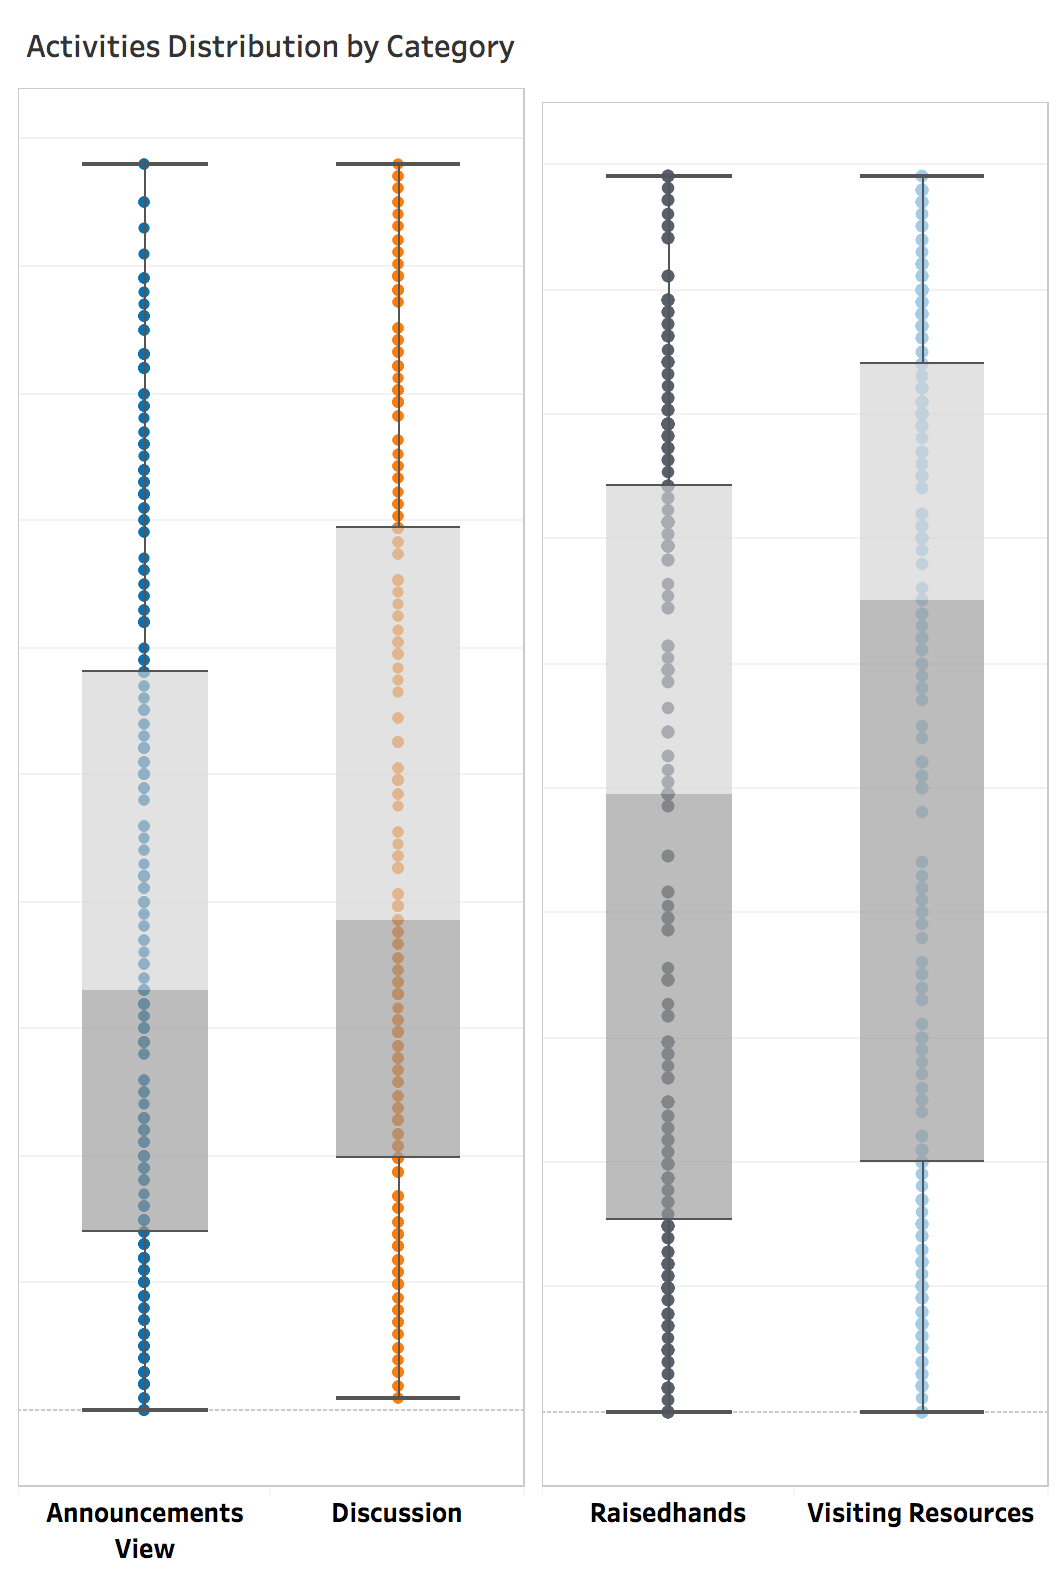 Activities Distribution by Category
Announcements
View
Discussion
Raisedhands
Visiting Resources